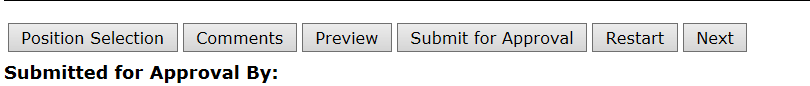 Position Selection Comments Preview Submit for Approval Restart Next
Submitted for Approval By: